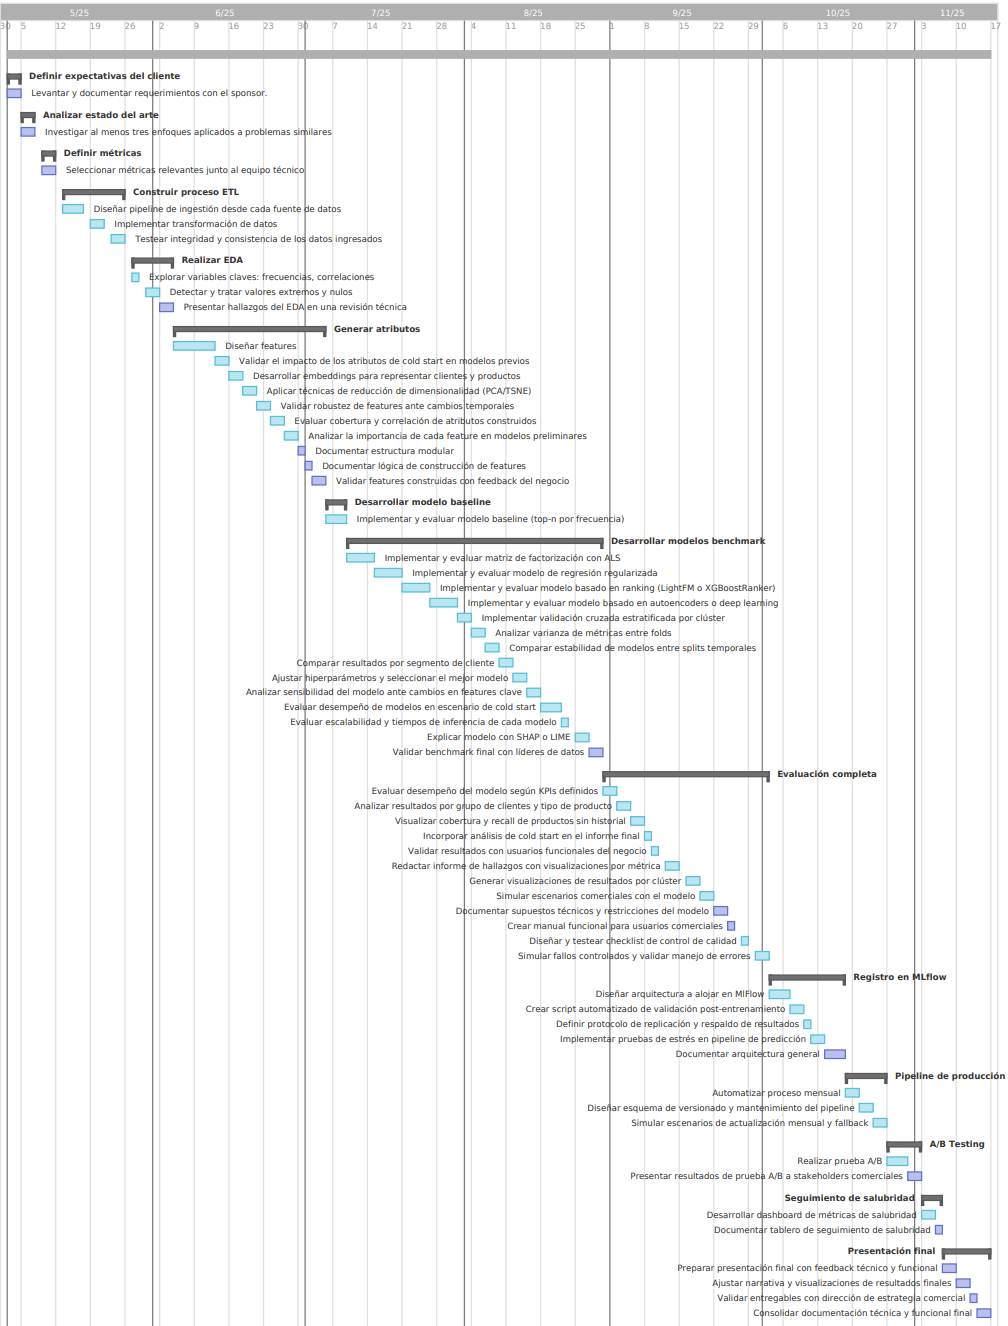 5/25 6/25 7/25 8/25 9/25 10/25 11/25
30 5 12 19 26 2 9 16 23 30 7 14 21 28 4 11 18 25 1 8 15 22 29 6 13 20 27 3 10 17
Definir expectativas del cliente
Levantar y documentar requerimientos con el sponsor.
Analizar estado del arte
Investigar al menos tres enfoques aplicados a problemas similares
Definir métricas
Seleccionar métricas relevantes junto al equipo técnico
Construir proceso ETL
Diseñar pipeline de ingestión desde cada fuente de datos
Implementar transformación de datos
Testear integridad y consistencia de los datos ingresados
Realizar EDA
Explorar variables claves: frecuencias, correlaciones
Detectar y tratar valores extremos y nulos
Presentar hallazgos del EDA en una revisión técnica
Generar atributos
Diseñar features
Validar el impacto de los atributos de cold start en modelos previos
Desarrollar embeddings para representar clientes y productos
Aplicar técnicas de reducción de dimensionalidad (PCA/TSNE)
Validar robustez de features ante cambios temporales
Evaluar cobertura y correlación de atributos construidos
Analizar la importancia de cada feature en modelos preliminares
Documentar estructura modular
Documentar lógica de construcción de features
Validar features construidas con feedback del negocio
Desarrollar modelo baseline
Implementar y evaluar modelo baseline (top-n por frecuencia)
Desarrollar modelos benchmark
Implementar y evaluar matriz de factorización con ALS
Implementar y evaluar modelo de regresión regularizada
Implementar y evaluar modelo basado en ranking (LightFM o XGBoostRanker)
Implementar y evaluar modelo basado en autoencoders o deep learning
Implementar validación cruzada estratificada por clúster
Analizar varianza de métricas entre folds
Comparar estabilidad de modelos entre splits temporales
Comparar resultados por segmento de cliente
Ajustar hiperparámetros y seleccionar el mejor modelo
Analizar sensibilidad del modelo ante cambios en features clave
Evaluar desempeño de modelos en escenario de cold start
Evaluar escalabilidad y tiempos de inferencia de cada modelo
Explicar modelo con SHAP o LIME
Validar benchmark final con líderes de datos
Evaluación completa
Evaluar desempeño del modelo según KPIs definidos
Analizar resultados por grupo de clientes y tipo de producto
Visualizar cobertura y recall de productos sin historial
Incorporar análisis de cold start en el informe final
Validar resultados con usuarios funcionales del negocio
Redactar informe de hallazgos con visualizaciones por métrica
Generar visualizaciones de resultados por clúster
Simular escenarios comerciales con el modelo
Documentar supuestos técnicos y restricciones del modelo
Crear manual funcional para usuarios comerciales
Diseñar y testear checklist de control de calidad
Simular fallos controlados y validar manejo de errores
Registro en MLflow
Diseñar arquitectura a alojar en MlFlow
Crear script automatizado de validación post-entrenamiento
Definir protocolo de replicación y respaldo de resultados
Implementar pruebas de estrés en pipeline de predicción
Documentar arquitectura general
Pipeline de producción
Automatizar proceso mensual
Diseñar esquema de versionado y mantenimiento del pipeline
Simular escenarios de actualización mensual y fallback
A/B Testing
Realizar prueba A/B
Presentar resultados de prueba A/B a stakeholders comerciales
Seguimiento de salubridad
Desarrollar dashboard de métricas de salubridad
Documentar tablero de seguimiento de salubridad
Presentación final
Preparar presentación final con feedback técnico y funcional
Ajustar narrativa y visualizaciones de resultados finales
Validar entregables con dirección de estrategia comercial
Consolidar documentación técnica y funcional final